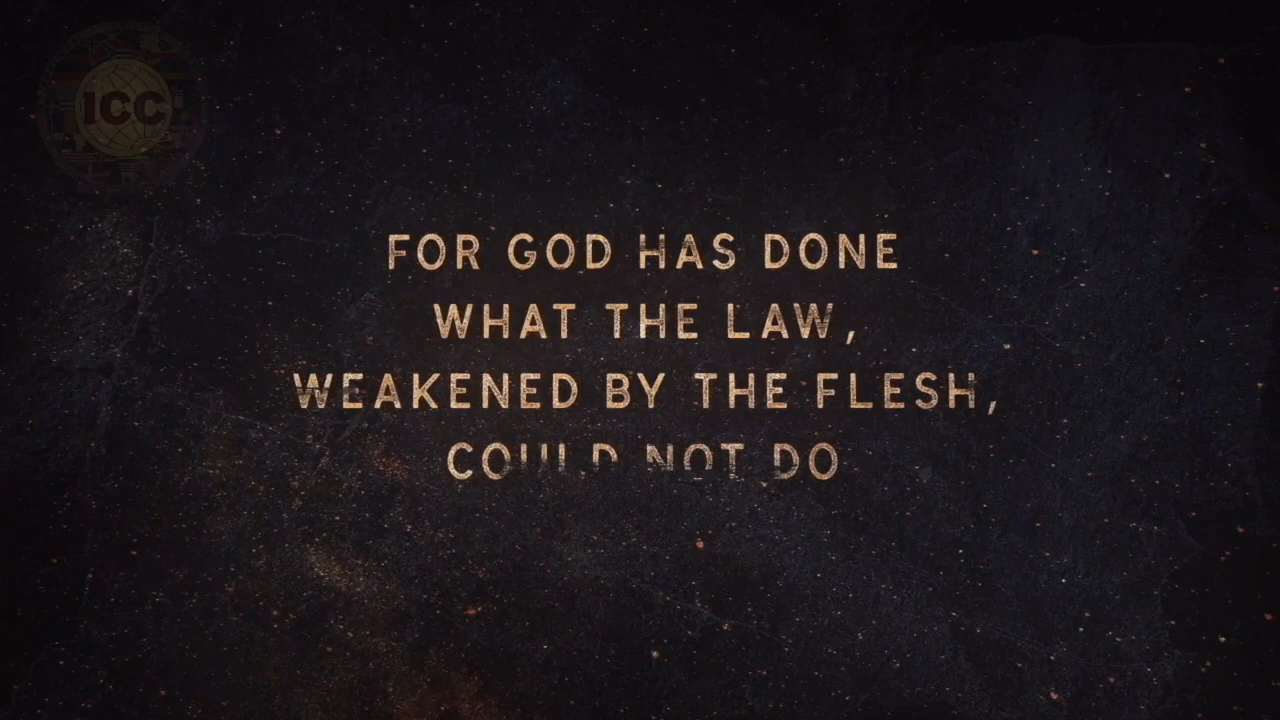 ICC
FOR GOD HAS DONE
WHAT THE LAW,
WEAKENED BY THE FLESH,
COULD NOT DO